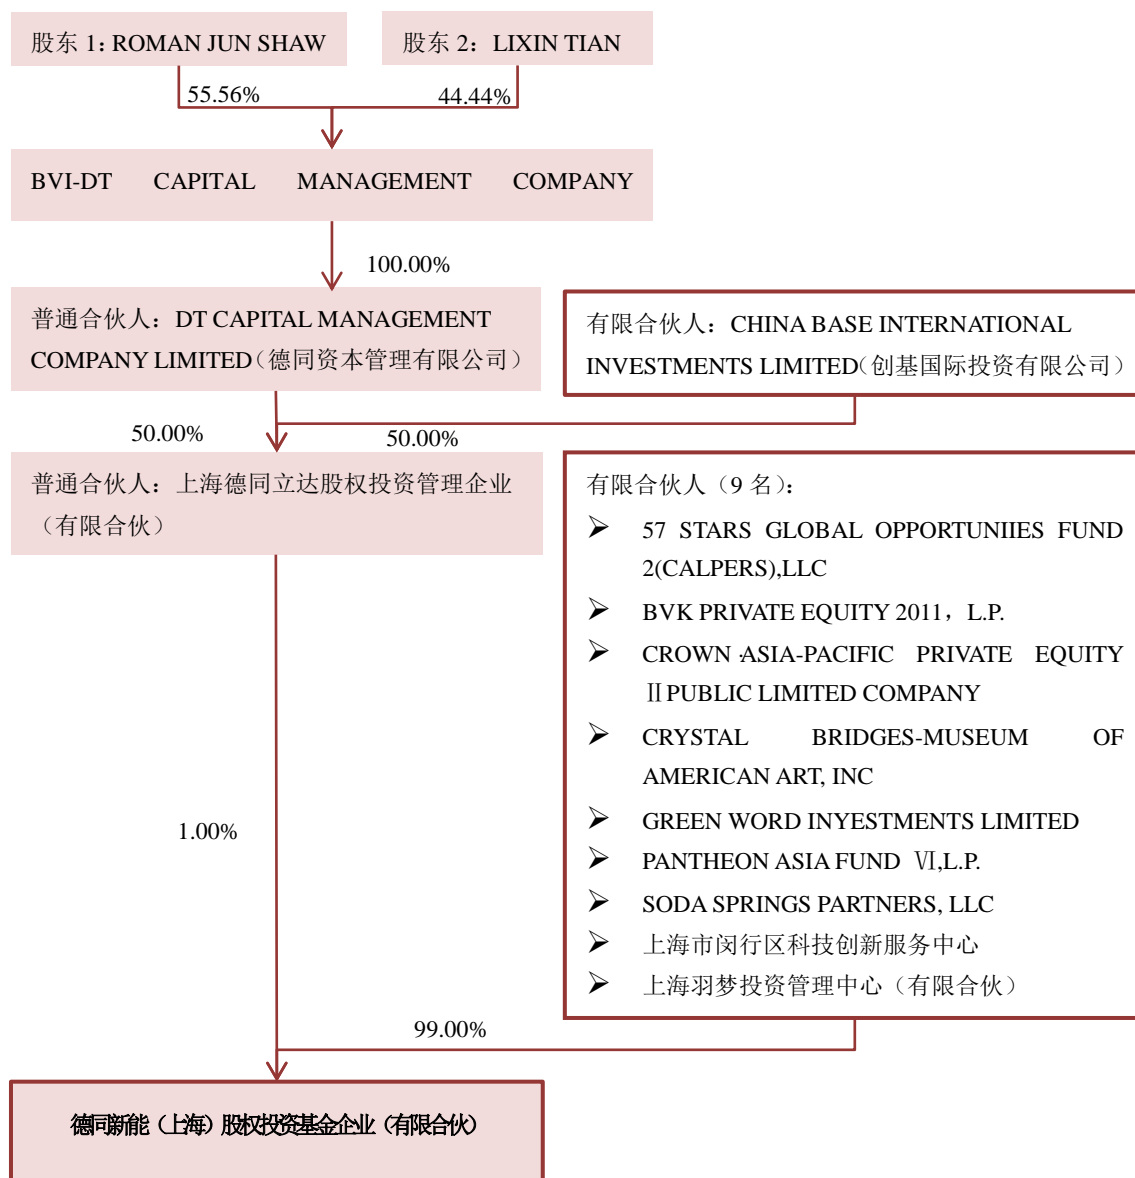 股东 1: ROMAN JUN SHAW
股东 2：LIXIN TIAN
55.56%
44.44%
BVI-DT CAPITAL MANAGEMENT COMPANY
100.00%
普通合伙人：DT CAPITAL MANAGEMENT
COMPANY LIMITED（德同资本管理有限公司）
有限合伙人：CHINA BASE INTERNATIONAL
INVESTMENTS LIMITED（创基国际投资有限公司）
50.00%
50.00%
普通合伙人：上海德同立达股权投资管理企业
（有限合伙）
有限合伙人（9 名）：
➢ 57 STARS GLOBAL OPPORTUNIIES FUND
2(CALPERS),LLC
➢ BVK PRIVATE EQUITY 2011，L.P.
➢ CROWN ASIA-PACIFIC PRIVATE EQUITY
Ⅱ PUBLIC LIMITED COMPANY
➢ CRYSTAL BRIDGES-MUSEUM OF
AMERICAN ART, INC
➢ GREEN WORD INYESTMENTS LIMITED
➢ PANTHEON ASIA FUND Ⅵ,L.P.
➢ SODA SPRINGS PARTNERS, LLC
➢ 上海市闵行区科技创新服务中心
➢ 上海羽梦投资管理中心（有限合伙）
1.00%
99.00%
德同新能（上海）股权投资基金企业（有限合伙）